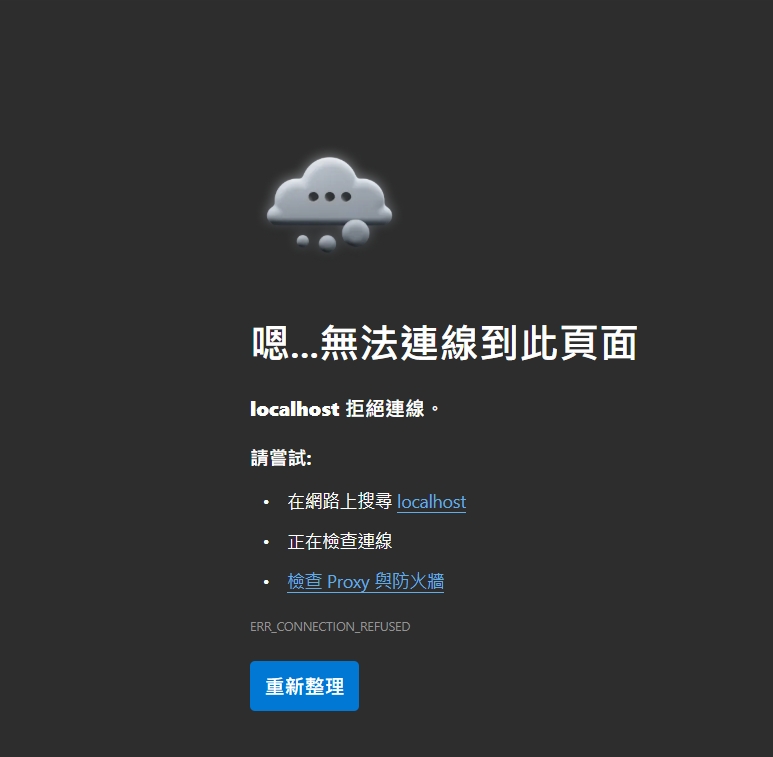 嗯...無法連線到此頁面
localhost 拒絕連線。
請嘗試:
• 在網路上搜尋 localhost
• 正在檢查連線
• 檢查 Proxy 與防火牆
ERR_CONNECTION_REFUSED
重新整理